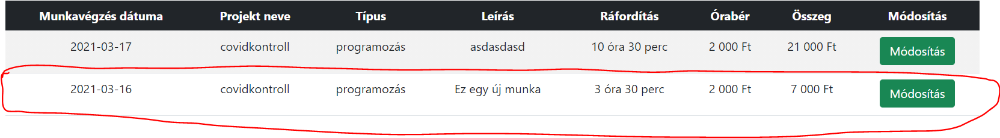 Munkavégzés dátuma Projekt neve Típus Leírás Ráfordítás Órabér Összeg Módosítás
2021-03-17 covidkontroll programozás asdasdasd 10 óra 30 perc 2 000 Ft 21 000 Ft Módosítás
2021-03-16 covidkontroll programozás Ez egy új munka 3 óra 30 perc 2 000 Ft 7 000 Ft Módosítás